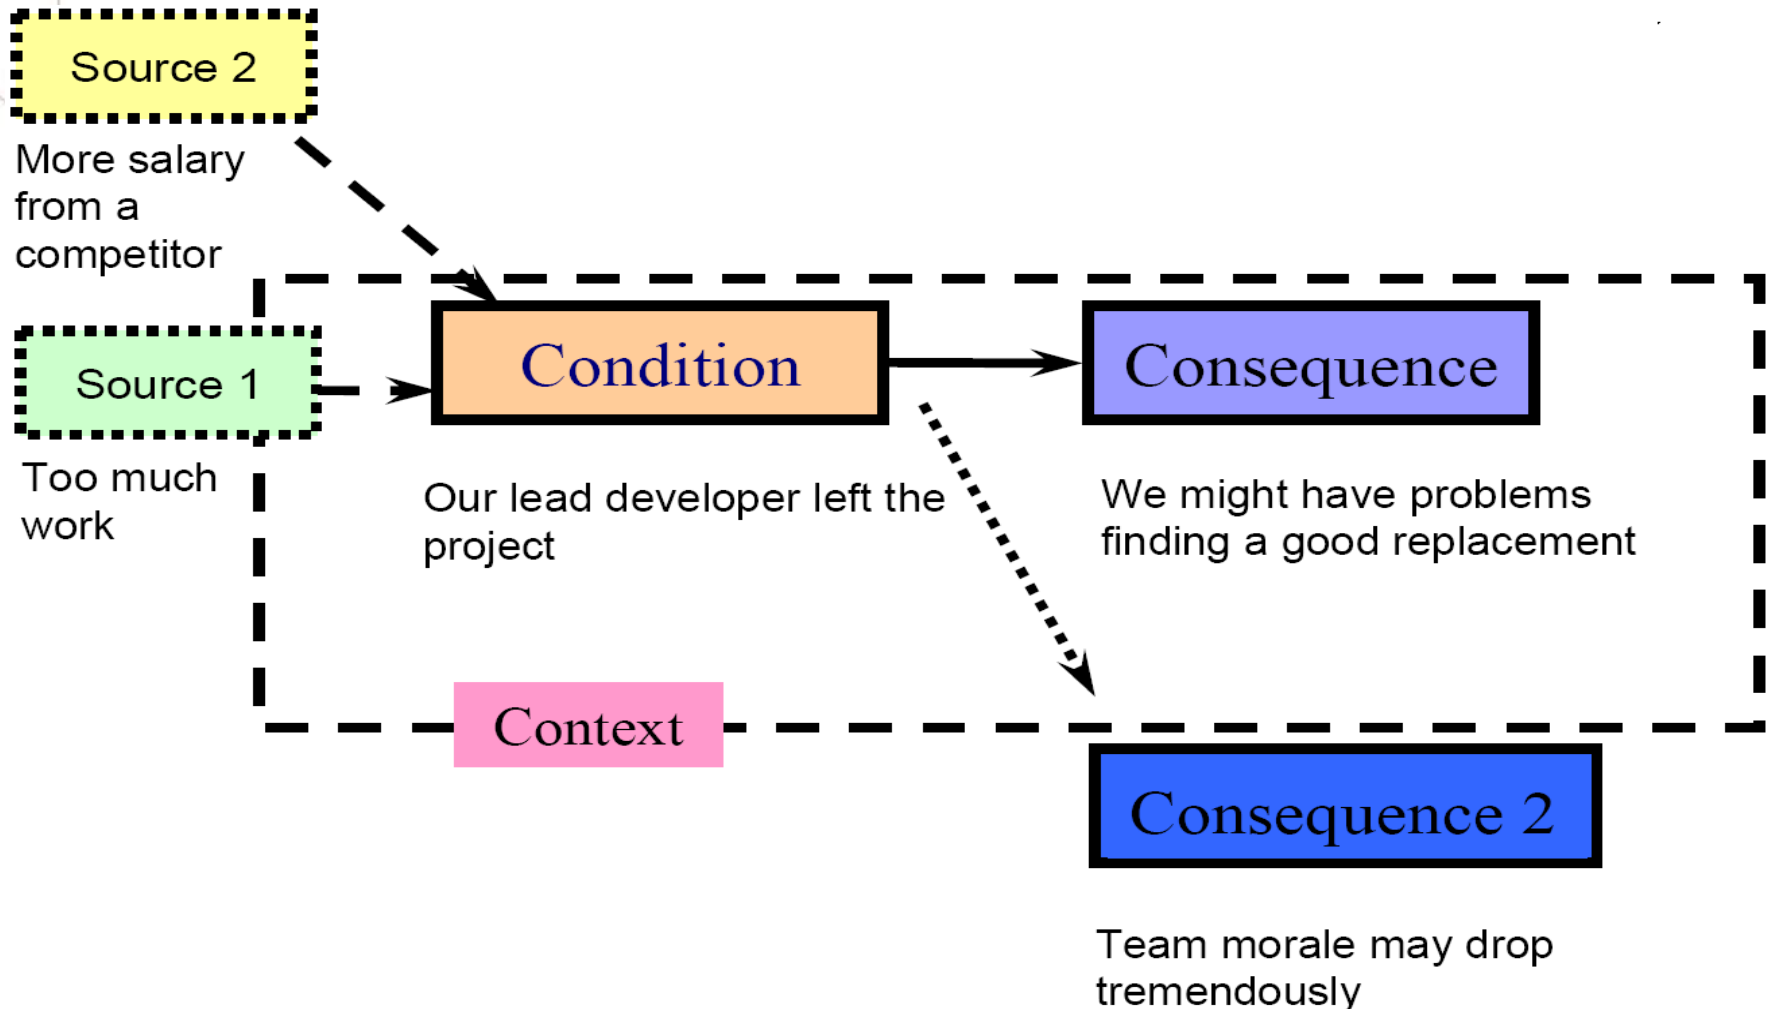 Source 2
More salary
from a
competitor
Source 1
Too much
work
Condition
Our lead developer left the
project
Consequence
We might have problems
finding a good replacement
Context
Consequence 2
Team morale may drop
tremendously